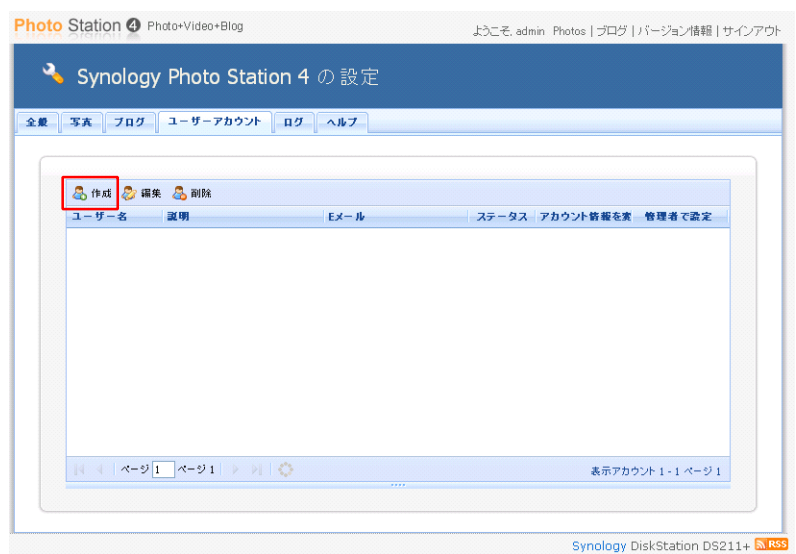 Photo Station 4 Photo+Video+Blog
ようこそ, admin Photos | ブログ | バージョン情報 | サインアウト
Synology Photo Station 4 の設定
全般 写真 ブログ ユーザーアカウント ログ ヘルプ
作成 編集 削除
ユーザー名 説明 Eメール ステータス アカウント情報を変 管理者で設定
ページ 1 ページ 1 表示アカウント 1 - 1 ページ 1
Synology DiskStation DS211+ RSS